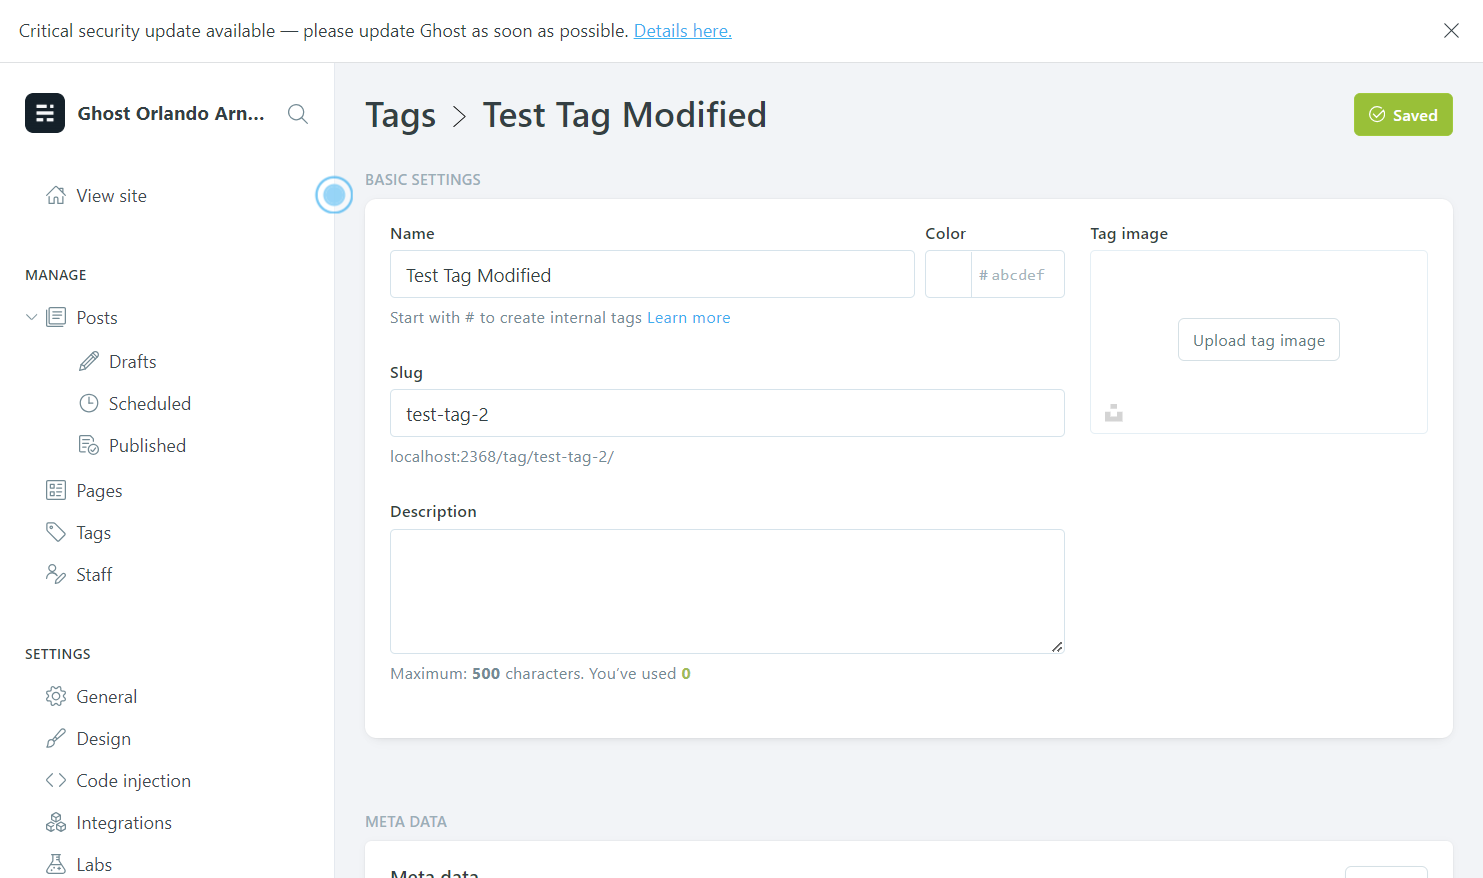 Critical security update available — please update Ghost as soon as possible. Details here.
Ghost Orlando Arn...
View site
MANAGE
Posts
Drafts
Scheduled
Published
Pages
Tags
Staff
SETTINGS
General
Design
Code injection
Integrations
Labs
Tags > Test Tag Modified
Saved
BASIC SETTINGS
Name
Test Tag Modified
Start with # to create internal tags Learn more
Color
# abcdef
Slug
test-tag-2
localhost:2368/tag/test-tag-2/
Description
Maximum: 500 characters. You've used 0
Tag image
Upload tag image
META DATA
Meta data